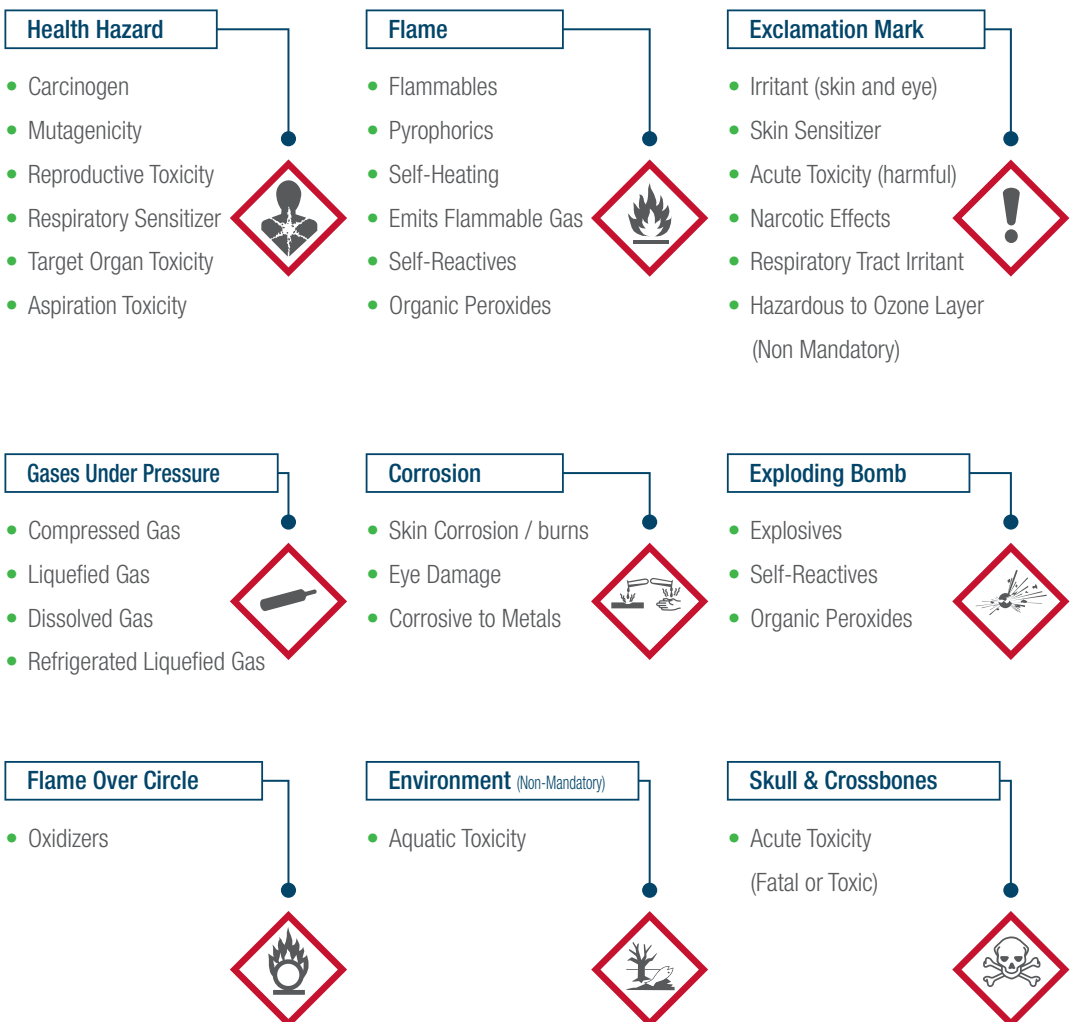 Health Hazard
• Carcinogen
• Mutagenicity
• Reproductive Toxicity
• Respiratory Sensitizer
• Target Organ Toxicity
• Aspiration Toxicity
Flame
• Flammables
• Pyrophorics
• Self-Heating
• Emits Flammable Gas
• Self-Reactives
• Organic Peroxides
Exclamation Mark
• Irritant (skin and eye)
• Skin Sensitizer
• Acute Toxicity (harmful)
• Narcotic Effects
• Respiratory Tract Irritant
• Hazardous to Ozone Layer
(Non Mandatory)
Gases Under Pressure
• Compressed Gas
• Liquefied Gas
• Dissolved Gas
• Refrigerated Liquefied Gas
Corrosion
• Skin Corrosion / burns
• Eye Damage
• Corrosive to Metals
Exploding Bomb
• Explosives
• Self-Reactives
• Organic Peroxides
Flame Over Circle
• Oxidizers
Environment (Non-Mandatory)
• Aquatic Toxicity
Skull & Crossbones
• Acute Toxicity
(Fatal or Toxic)